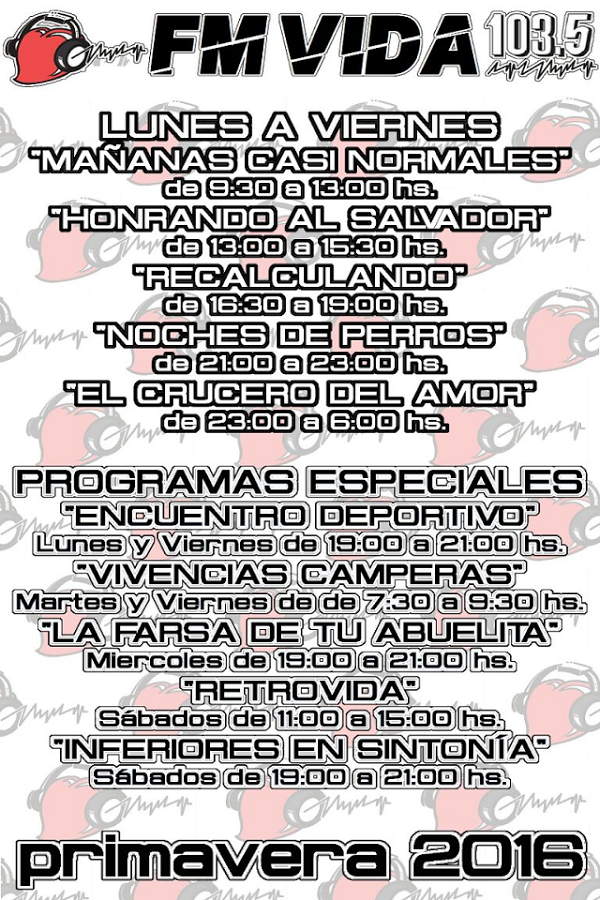 FM VIDA 103.5
LUNES A VIERNES
"MAÑANAS CASI NORMALES"
de 9:30 a 13:00 hs.
"HONRANDO AL SALVADOR"
de 13:00 a 15:30 hs.
"RECALCULANDO"
de 16:30 a 19:00 hs.
"NOCHES DE PERROS"
de 21:00 a 23:00 hs.
"EL CRUCERO DEL AMOR"
de 23:00 a 6:00 hs.
PROGRAMAS ESPECIALES
"ENCUENTRO DEPORTIVO"
Lunes y Viernes de 19:00 a 21:00 hs.
"VIVENCIAS CAMPERAS"
Martes y Viernes de de 7:30 a 9:30 hs.
"LA FARSA DE TU ABUELITA"
Miercoles de 19:00 a 21:00 hs.
"RETROVIDA"
Sábados de 11:00 a 15:00 hs.
"INFERIORES EN SINTONÍA"
Sábados de 19:00 a 21:00 hs.
primavera 2016